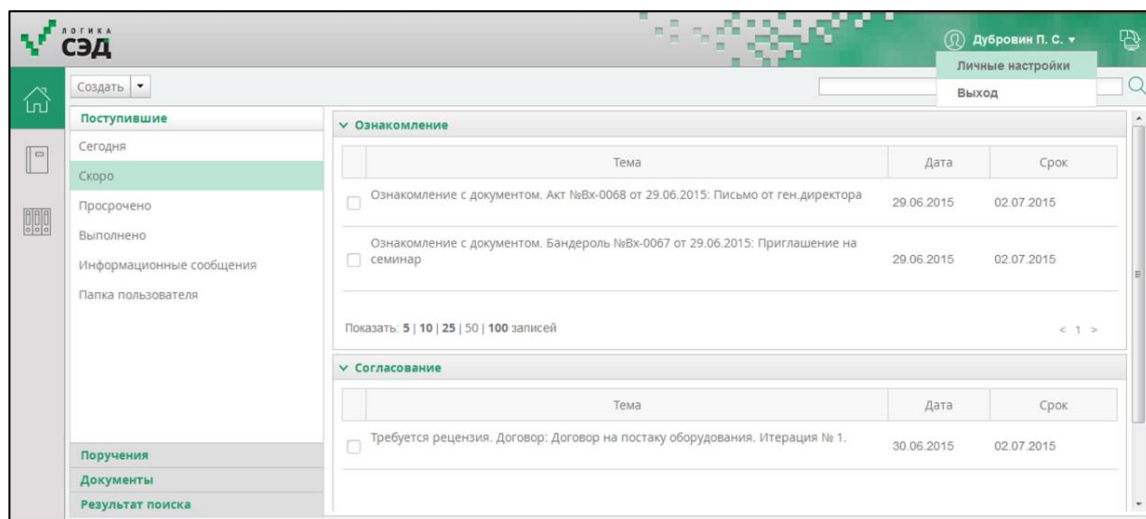 ЛОГИКА
СЭД
Дубровин П. С.
Личные настройки
Выход
Создать
Поступившие
Сегодня
Скоро
Просрочено
Выполнено
Информационные сообщения
Папка пользователя
Поручения
Документы
Результат поиска
Ознакомление
Тема Дата Срок
Ознакомление с документом. Акт №Вх-0068 от 29.06.2015: Письмо от ген.директора 29.06.2015 02.07.2015
Ознакомление с документом. Бандероль №Вх-0067 от 29.06.2015: Приглашение на
семинар 29.06.2015 02.07.2015
Показать: 5 | 10 | 25 | 50 | 100 записей < 1 >
Согласование
Тема Дата Срок
Требуется рецензия. Договор: Договор на постаку оборудования. Итерация № 1. 30.06.2015 02.07.2015